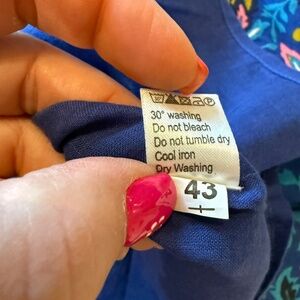 30° washing
Do not bleach
Do not tumble dry
Cool iron
Dry Washing
43